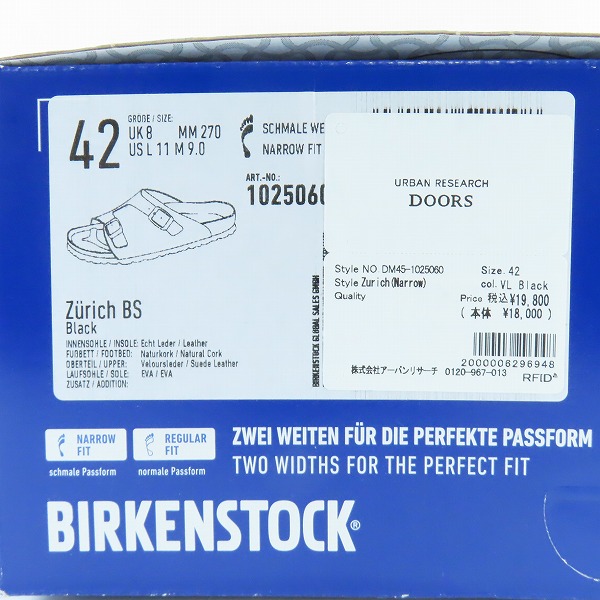 42
GRÖßE / SIZE:
UK 8 MM 270
US L 11 M 9.0
SCHMALE WE
NARROW FIT
ART.-NO.:
1025060
Zürich BS
Black
INNENSOHLE / INSOLE: Echt Leder / Leather
FUßBETT / FOOTBED: Naturkork / Natural Cork
OBERTEIL / UPPER: Veloursleder / Suede Leather
LAUFSOHLE / SOLE: EVA / EVA
ZUSATZ / ADDITION:
BIRKENSTOCK GLOBAL SALES GMBH
URBAN RESEARCH
DOORS
Style NO. DM45-1025060 Size. 42
Style Zurich(Narrow) col. VL Black
Quality Price 税込¥19,800
( 本体 ¥18,000 )
2000006296948
株式会社アーバンリサーチ 0120-967-013 RFID
NARROW FIT
schmale Passform
REGULAR FIT
normale Passform
ZWEI WEITEN FÜR DIE PERFEKTE PASSFORM
TWO WIDTHS FOR THE PERFECT FIT
BIRKENSTOCK®